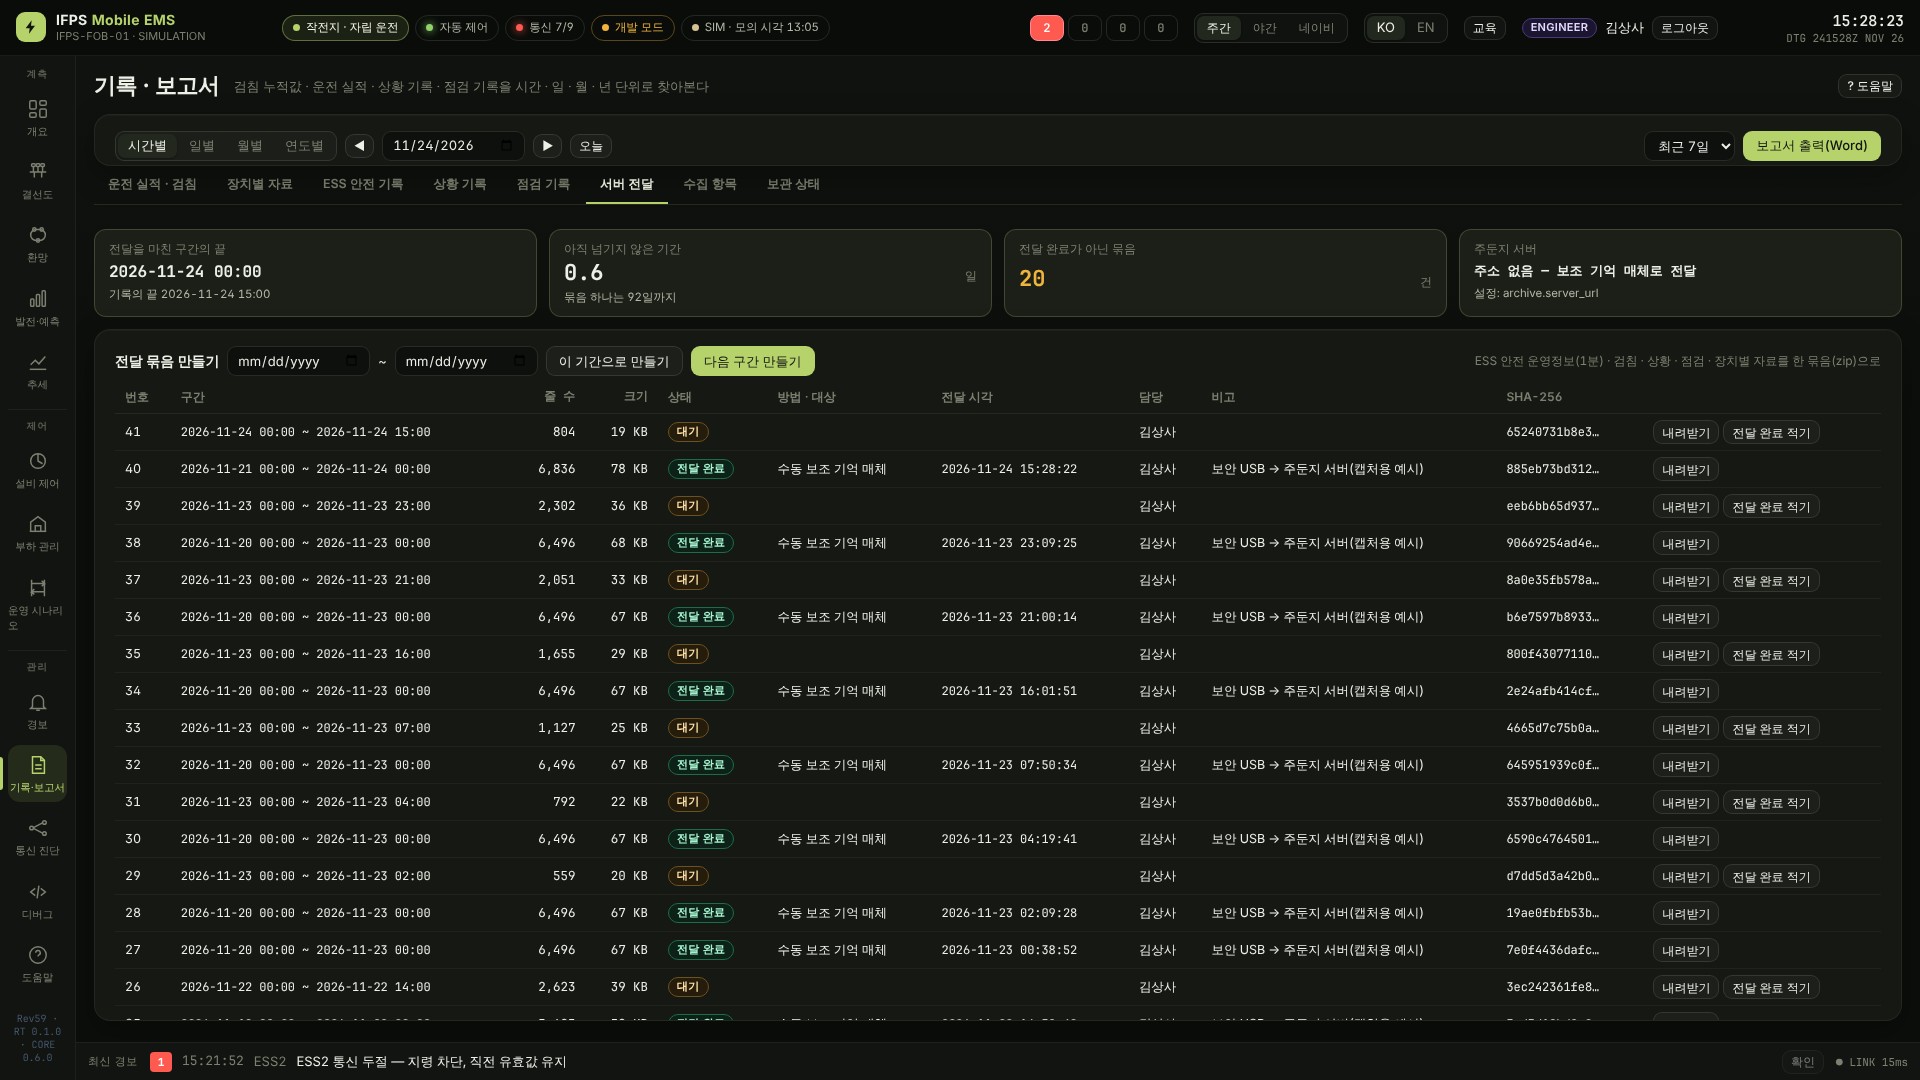 IFPS Mobile EMS
IFPS-FOB-01 · SIMULATION
작전지 · 자립 운전
자동 제어
통신 7/9
개발 모드
SIM · 모의 시각 13:05
2 0 0 0
주간 야간 네이비
KO EN
교육
ENGINEER 김상사 로그아웃
15:28:23
DTG 241528Z NOV 26
계측
개요
결선도
환망
발전·예측
추세
제어
설비 제어
부하 관리
운영 시나리오
관리
경보
기록·보고서
통신 진단
디버그
도움말
Rev59 ·
RT 0.1.0
· CORE
0.6.0
기록 · 보고서 검침 누적값 · 운전 실적 · 상황 기록 · 점검 기록을 시간 · 일 · 월 · 년 단위로 찾아본다
? 도움말
시간별 일별 월별 연도별 ◀ 11/24/2026 ▶ 오늘
최근 7일 보고서 출력(Word)
운전 실적 · 검침 장치별 자료 ESS 안전 기록 상황 기록 점검 기록 서버 전달 수집 항목 보관 상태
전달을 마친 구간의 끝
2026-11-24 00:00
기록의 끝 2026-11-24 15:00
아직 넘기지 않은 기간
0.6 일
묶음 하나는 92일까지
전달 완료가 아닌 묶음
20 건
주둔지 서버
주소 없음 — 보조 기억 매체로 전달
설정: archive.server_url
전달 묶음 만들기 mm/dd/yyyy ~ mm/dd/yyyy 이 기간으로 만들기 다음 구간 만들기
ESS 안전 운영정보(1분) · 검침 · 상황 · 점검 · 장치별 자료를 한 묶음(zip)으로
번호 구간 줄 수 크기 상태 방법 · 대상 전달 시각 담당 비고 SHA-256
41 2026-11-24 00:00 ~ 2026-11-24 15:00 804 19 KB 대기 김상사 65240731b8e3… 내려받기 전달 완료 적기
40 2026-11-21 00:00 ~ 2026-11-24 00:00 6,836 78 KB 전달 완료 수동 보조 기억 매체 2026-11-24 15:28:22 김상사 보안 USB → 주둔지 서버(캡처용 예시) 885eb73bd312… 내려받기
39 2026-11-23 00:00 ~ 2026-11-23 23:00 2,302 36 KB 대기 김상사 eeb6bb65d937… 내려받기 전달 완료 적기
38 2026-11-20 00:00 ~ 2026-11-23 00:00 6,496 68 KB 전달 완료 수동 보조 기억 매체 2026-11-23 23:09:25 김상사 보안 USB → 주둔지 서버(캡처용 예시) 90669254ad4e… 내려받기
37 2026-11-23 00:00 ~ 2026-11-23 21:00 2,051 33 KB 대기 김상사 8a0e35fb578a… 내려받기 전달 완료 적기
36 2026-11-20 00:00 ~ 2026-11-23 00:00 6,496 67 KB 전달 완료 수동 보조 기억 매체 2026-11-23 21:00:14 김상사 보안 USB → 주둔지 서버(캡처용 예시) b6e7597b8933… 내려받기
35 2026-11-23 00:00 ~ 2026-11-23 16:00 1,655 29 KB 대기 김상사 800f43077110… 내려받기 전달 완료 적기
34 2026-11-20 00:00 ~ 2026-11-23 00:00 6,496 67 KB 전달 완료 수동 보조 기억 매체 2026-11-23 16:01:51 김상사 보안 USB → 주둔지 서버(캡처용 예시) 2e24afb414cf… 내려받기
33 2026-11-23 00:00 ~ 2026-11-23 07:00 1,127 25 KB 대기 김상사 4665d7c75b0a… 내려받기 전달 완료 적기
32 2026-11-20 00:00 ~ 2026-11-23 00:00 6,496 67 KB 전달 완료 수동 보조 기억 매체 2026-11-23 07:50:34 김상사 보안 USB → 주둔지 서버(캡처용 예시) 645951939c0f… 내려받기
31 2026-11-23 00:00 ~ 2026-11-23 04:00 792 22 KB 대기 김상사 3537b0d0d6b0… 내려받기 전달 완료 적기
30 2026-11-20 00:00 ~ 2026-11-23 00:00 6,496 67 KB 전달 완료 수동 보조 기억 매체 2026-11-23 04:19:41 김상사 보안 USB → 주둔지 서버(캡처용 예시) 6590c4764501… 내려받기
29 2026-11-23 00:00 ~ 2026-11-23 02:00 559 20 KB 대기 김상사 d7dd5d3a42b0… 내려받기 전달 완료 적기
28 2026-11-20 00:00 ~ 2026-11-23 00:00 6,496 67 KB 전달 완료 수동 보조 기억 매체 2026-11-23 02:09:28 김상사 보안 USB → 주둔지 서버(캡처용 예시) 19ae0fbfb53b… 내려받기
27 2026-11-20 00:00 ~ 2026-11-23 00:00 6,496 67 KB 전달 완료 수동 보조 기억 매체 2026-11-23 00:38:52 김상사 보안 USB → 주둔지 서버(캡처용 예시) 7e0f4436dafc… 내려받기
26 2026-11-22 00:00 ~ 2026-11-22 14:00 2,623 39 KB 대기 김상사 3ec242361fe8… 내려받기 전달 완료 적기
최신 경보 1 15:21:52 ESS2 ESS2 통신 두절 — 지령 차단, 직전 유효값 유지
확인 LINK 15ms